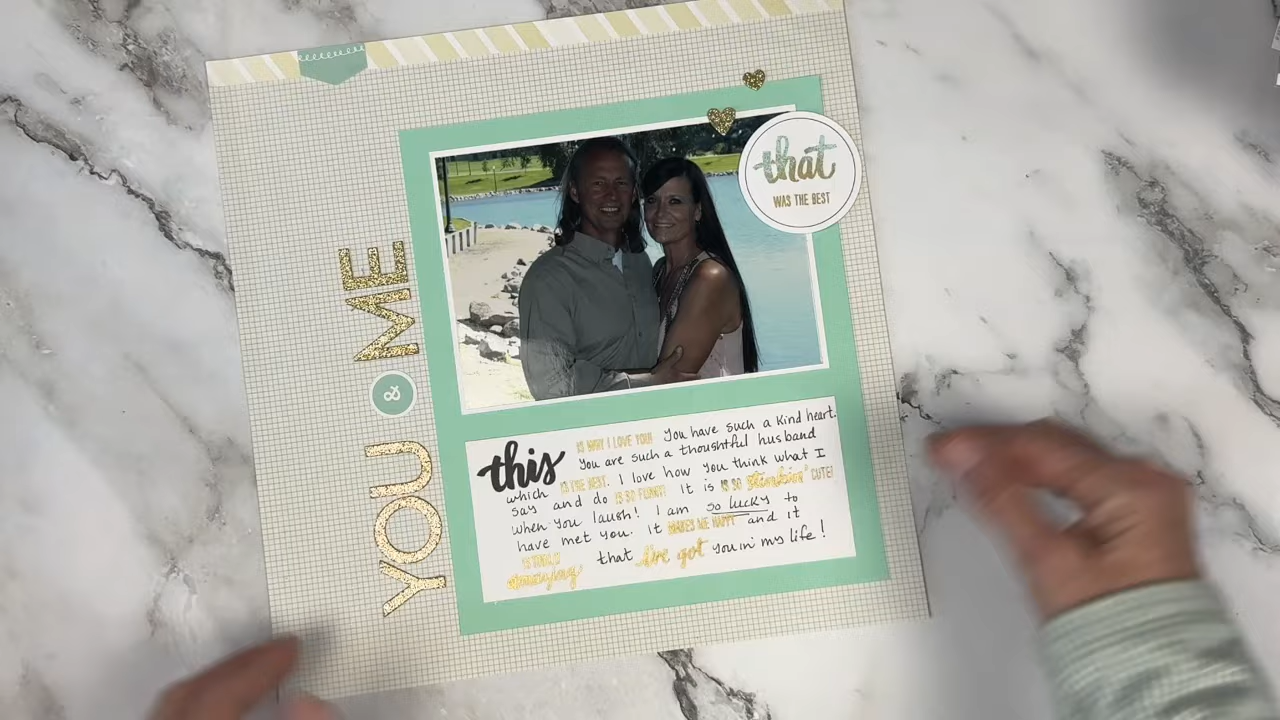 that
WAS THE BEST
YOU & ME
this IS WHY I LOVE YOU! You have such a kind heart.
You are such a thoughtful husband
which IS THE BEST. I love how you think what I
say and do IS SO FUNNY! It is IS SO stinkin' CUTE!
when you laugh! I am so lucky to
have met you. it MAKES ME HAPPY and it
IS TOTALLY amazing that I've got you in my life!